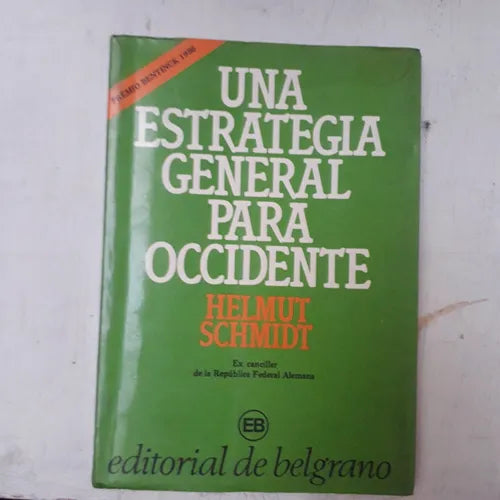 PREMIO BENTINCK 1986
UNA
ESTRATEGIA
GENERAL
PARA
OCCIDENTE
HELMUT
SCHMIDT
Ex canciller
de la República Federal Alemana
EB
editorial de belgrano